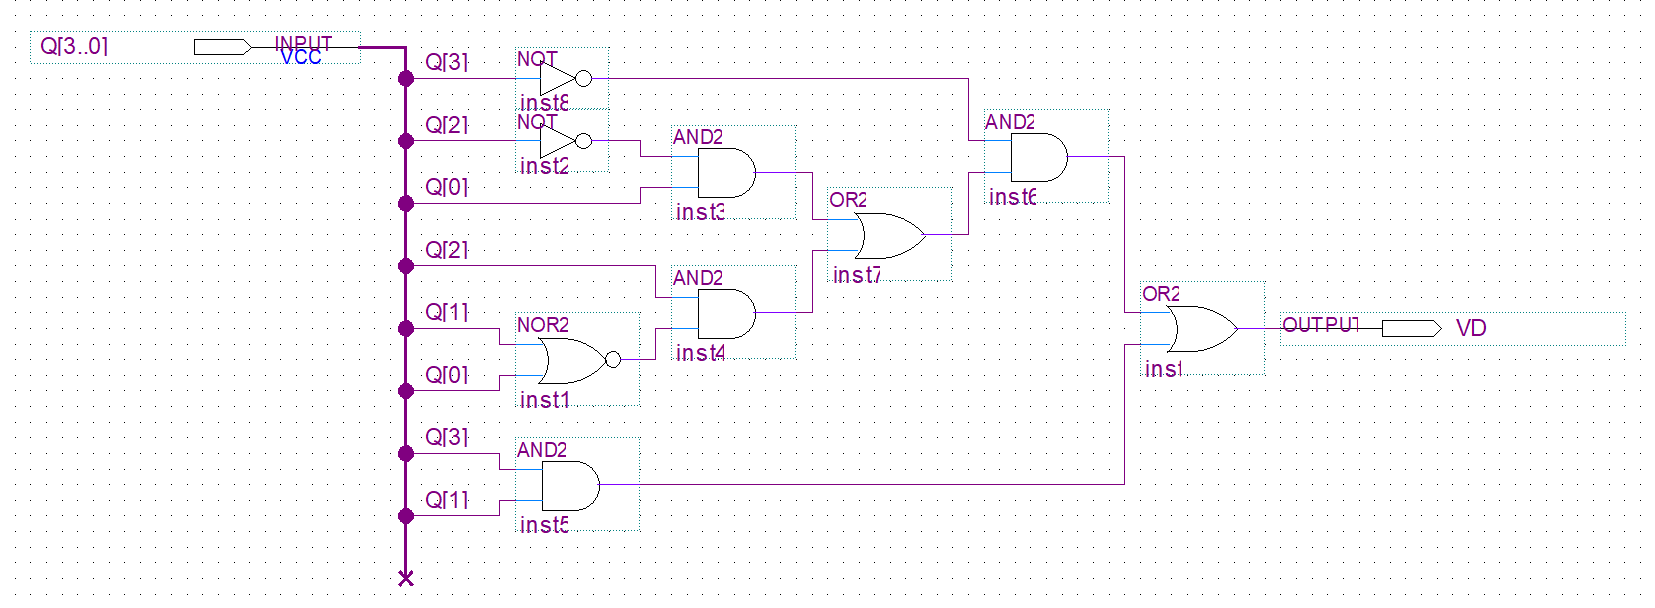 Q[3..0]
INPUT
VCC
Q[3]
NOT
inst8
Q[2]
NOT
inst2
Q[0]
AND2
inst3
AND2
inst6
OR2
inst7
Q[2]
AND2
inst4
Q[1]
NOR2
Q[0]
inst1
OR2
inst
OUTPUT
VD
Q[3]
AND2
Q[1]
inst5